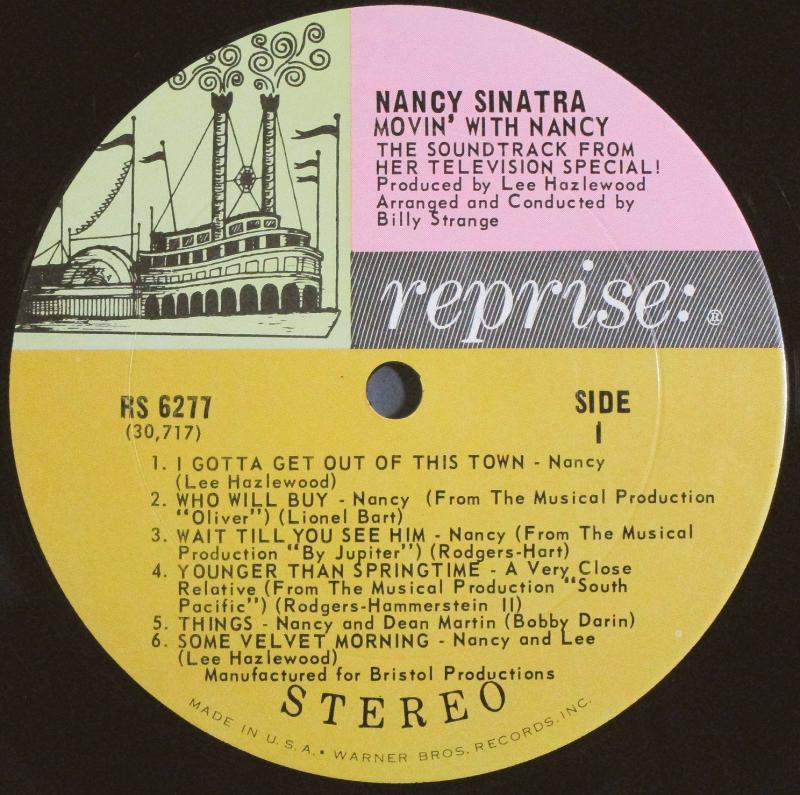 NANCY SINATRA
MOVIN' WITH NANCY
THE SOUNDTRACK FROM
HER TELEVISION SPECIAL!
Produced by Lee Hazlewood
Arranged and Conducted by
Billy Strange
reprise: ®
RS 6277
(30,717)
SIDE
1
1. I GOTTA GET OUT OF THIS TOWN - Nancy
(Lee Hazlewood)
2. WHO WILL BUY - Nancy (From The Musical Production
"Oliver") (Lionel Bart)
3. WAIT TILL YOU SEE HIM - Nancy (From The Musical
Production "By Jupiter") (Rodgers-Hart)
4. YOUNGER THAN SPRINGTIME - A Very Close
Relative (From The Musical Production "South
Pacific") (Rodgers-Hammerstein II)
5. THINGS - Nancy and Dean Martin (Bobby Darin)
6. SOME VELVET MORNING - Nancy and Lee
(Lee Hazlewood)
Manufactured for Bristol Productions
STEREO
MADE IN U.S.A. • WARNER BROS. RECORDS, INC.